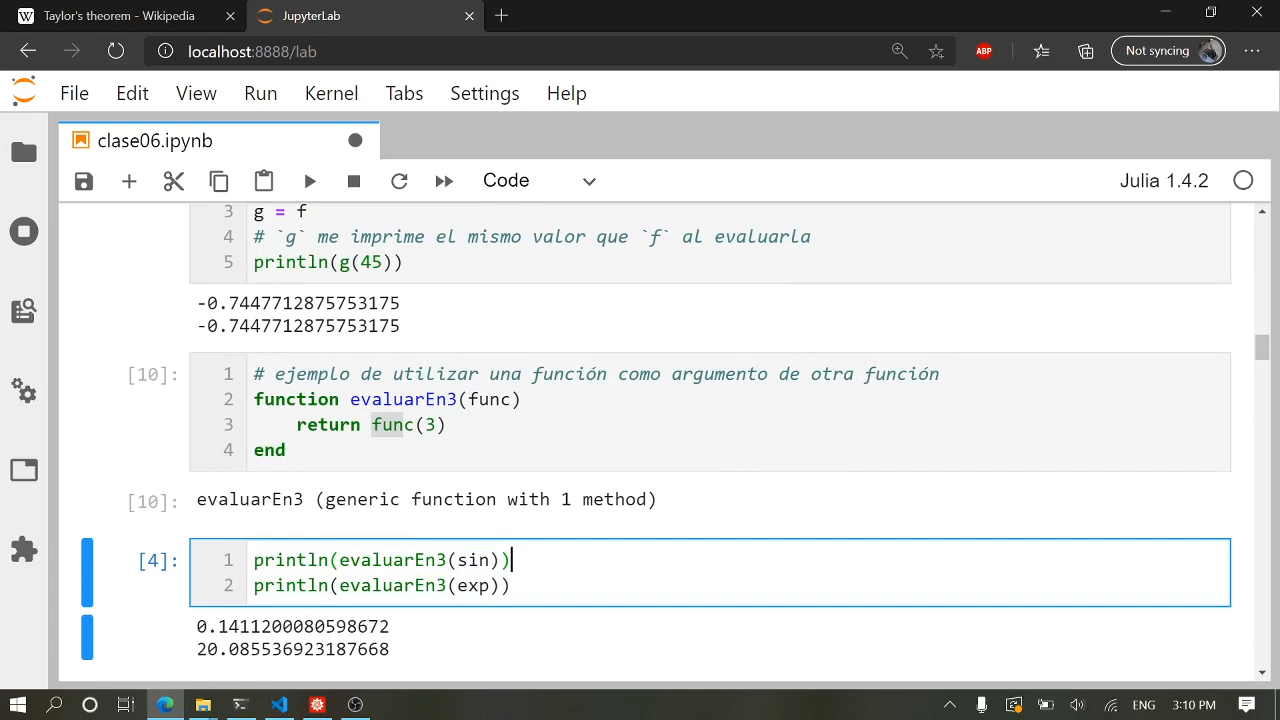 W Taylor's theorem - Wikipedia
JupyterLab
localhost:8888/lab
ABP
Not syncing
File Edit View Run Kernel Tabs Settings Help
clase06.ipynb
Code
Julia 1.4.2
3 g = f
4 # `g` me imprime el mismo valor que `f` al evaluarla
5 println(g(45))
-0.7447712875753175
-0.7447712875753175
[10]: 1 # ejemplo de utilizar una función como argumento de otra función
2 function evaluarEn3(func)
3 return func(3)
4 end
[10]: evaluarEn3 (generic function with 1 method)
[4]: 1 println(evaluarEn3(sin))
2 println(evaluarEn3(exp))
0.1411200080598672
20.085536923187668
ENG 3:10 PM